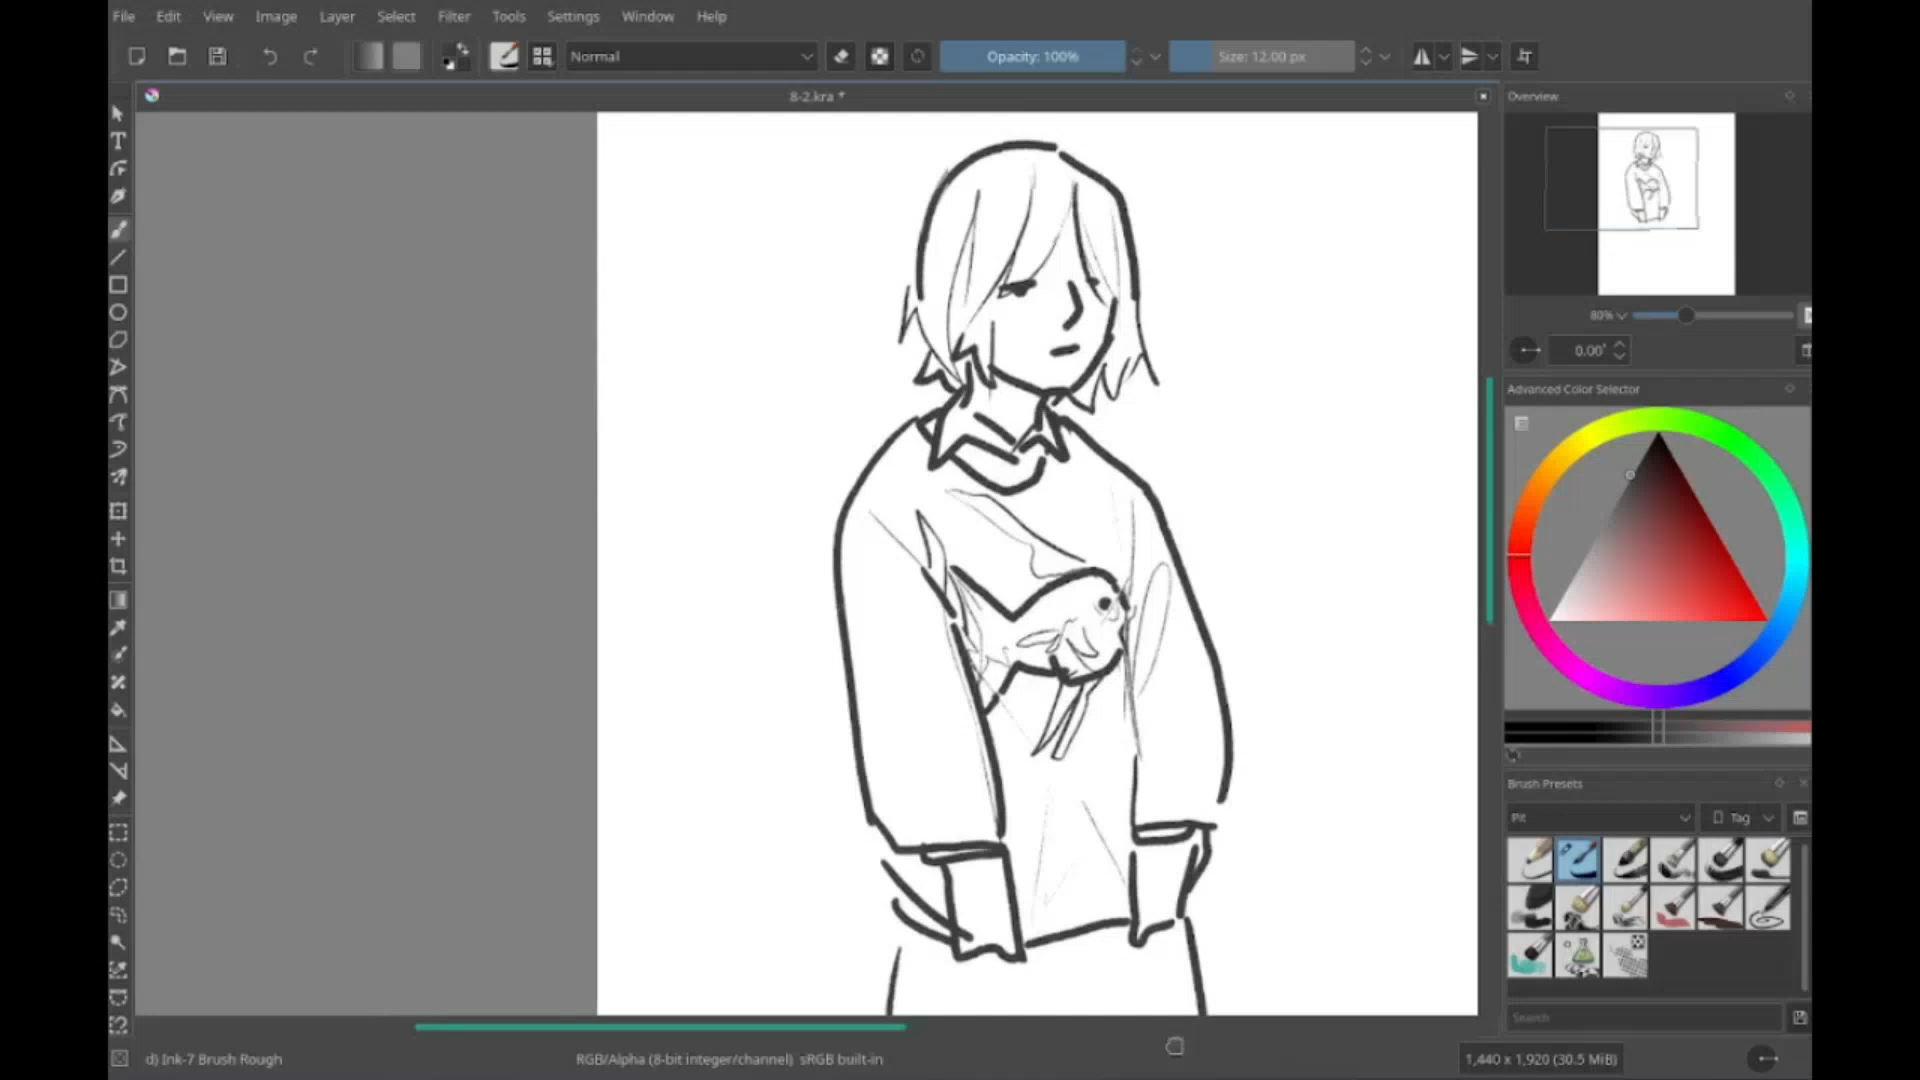 File Edit View Image Layer Select Filter Tools Settings Window Help
Normal
Opacity: 100%
Size: 12.00 px
8-2.kra *
Overview
80%
0.00°
Advanced Color Selector
Brush Presets
Pit
Tag
Search
d) Ink-7 Brush Rough
RGB/Alpha (8-bit integer/channel) sRGB built-in
1,440 x 1,920 (30.5 MiB)